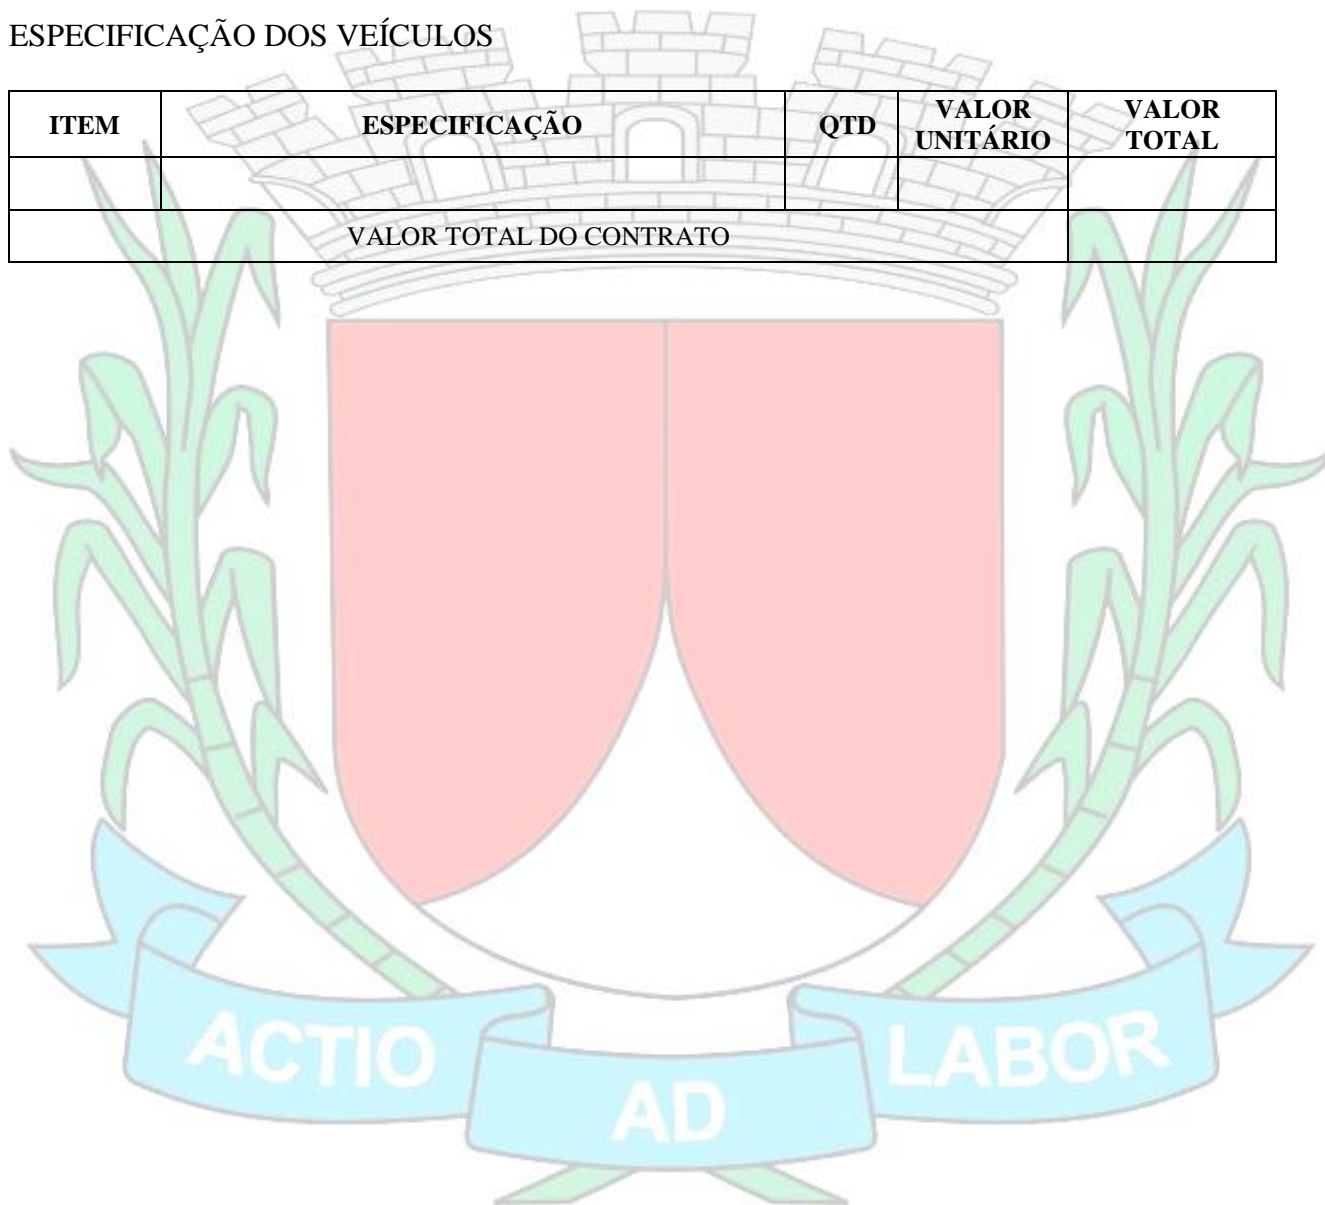 ESPECIFICAÇÃO DOS VEÍCULOS
ITEM ESPECIFICAÇÃO QTD VALOR UNITÁRIO VALOR TOTAL
VALOR TOTAL DO CONTRATO
ACTIO AD LABOR